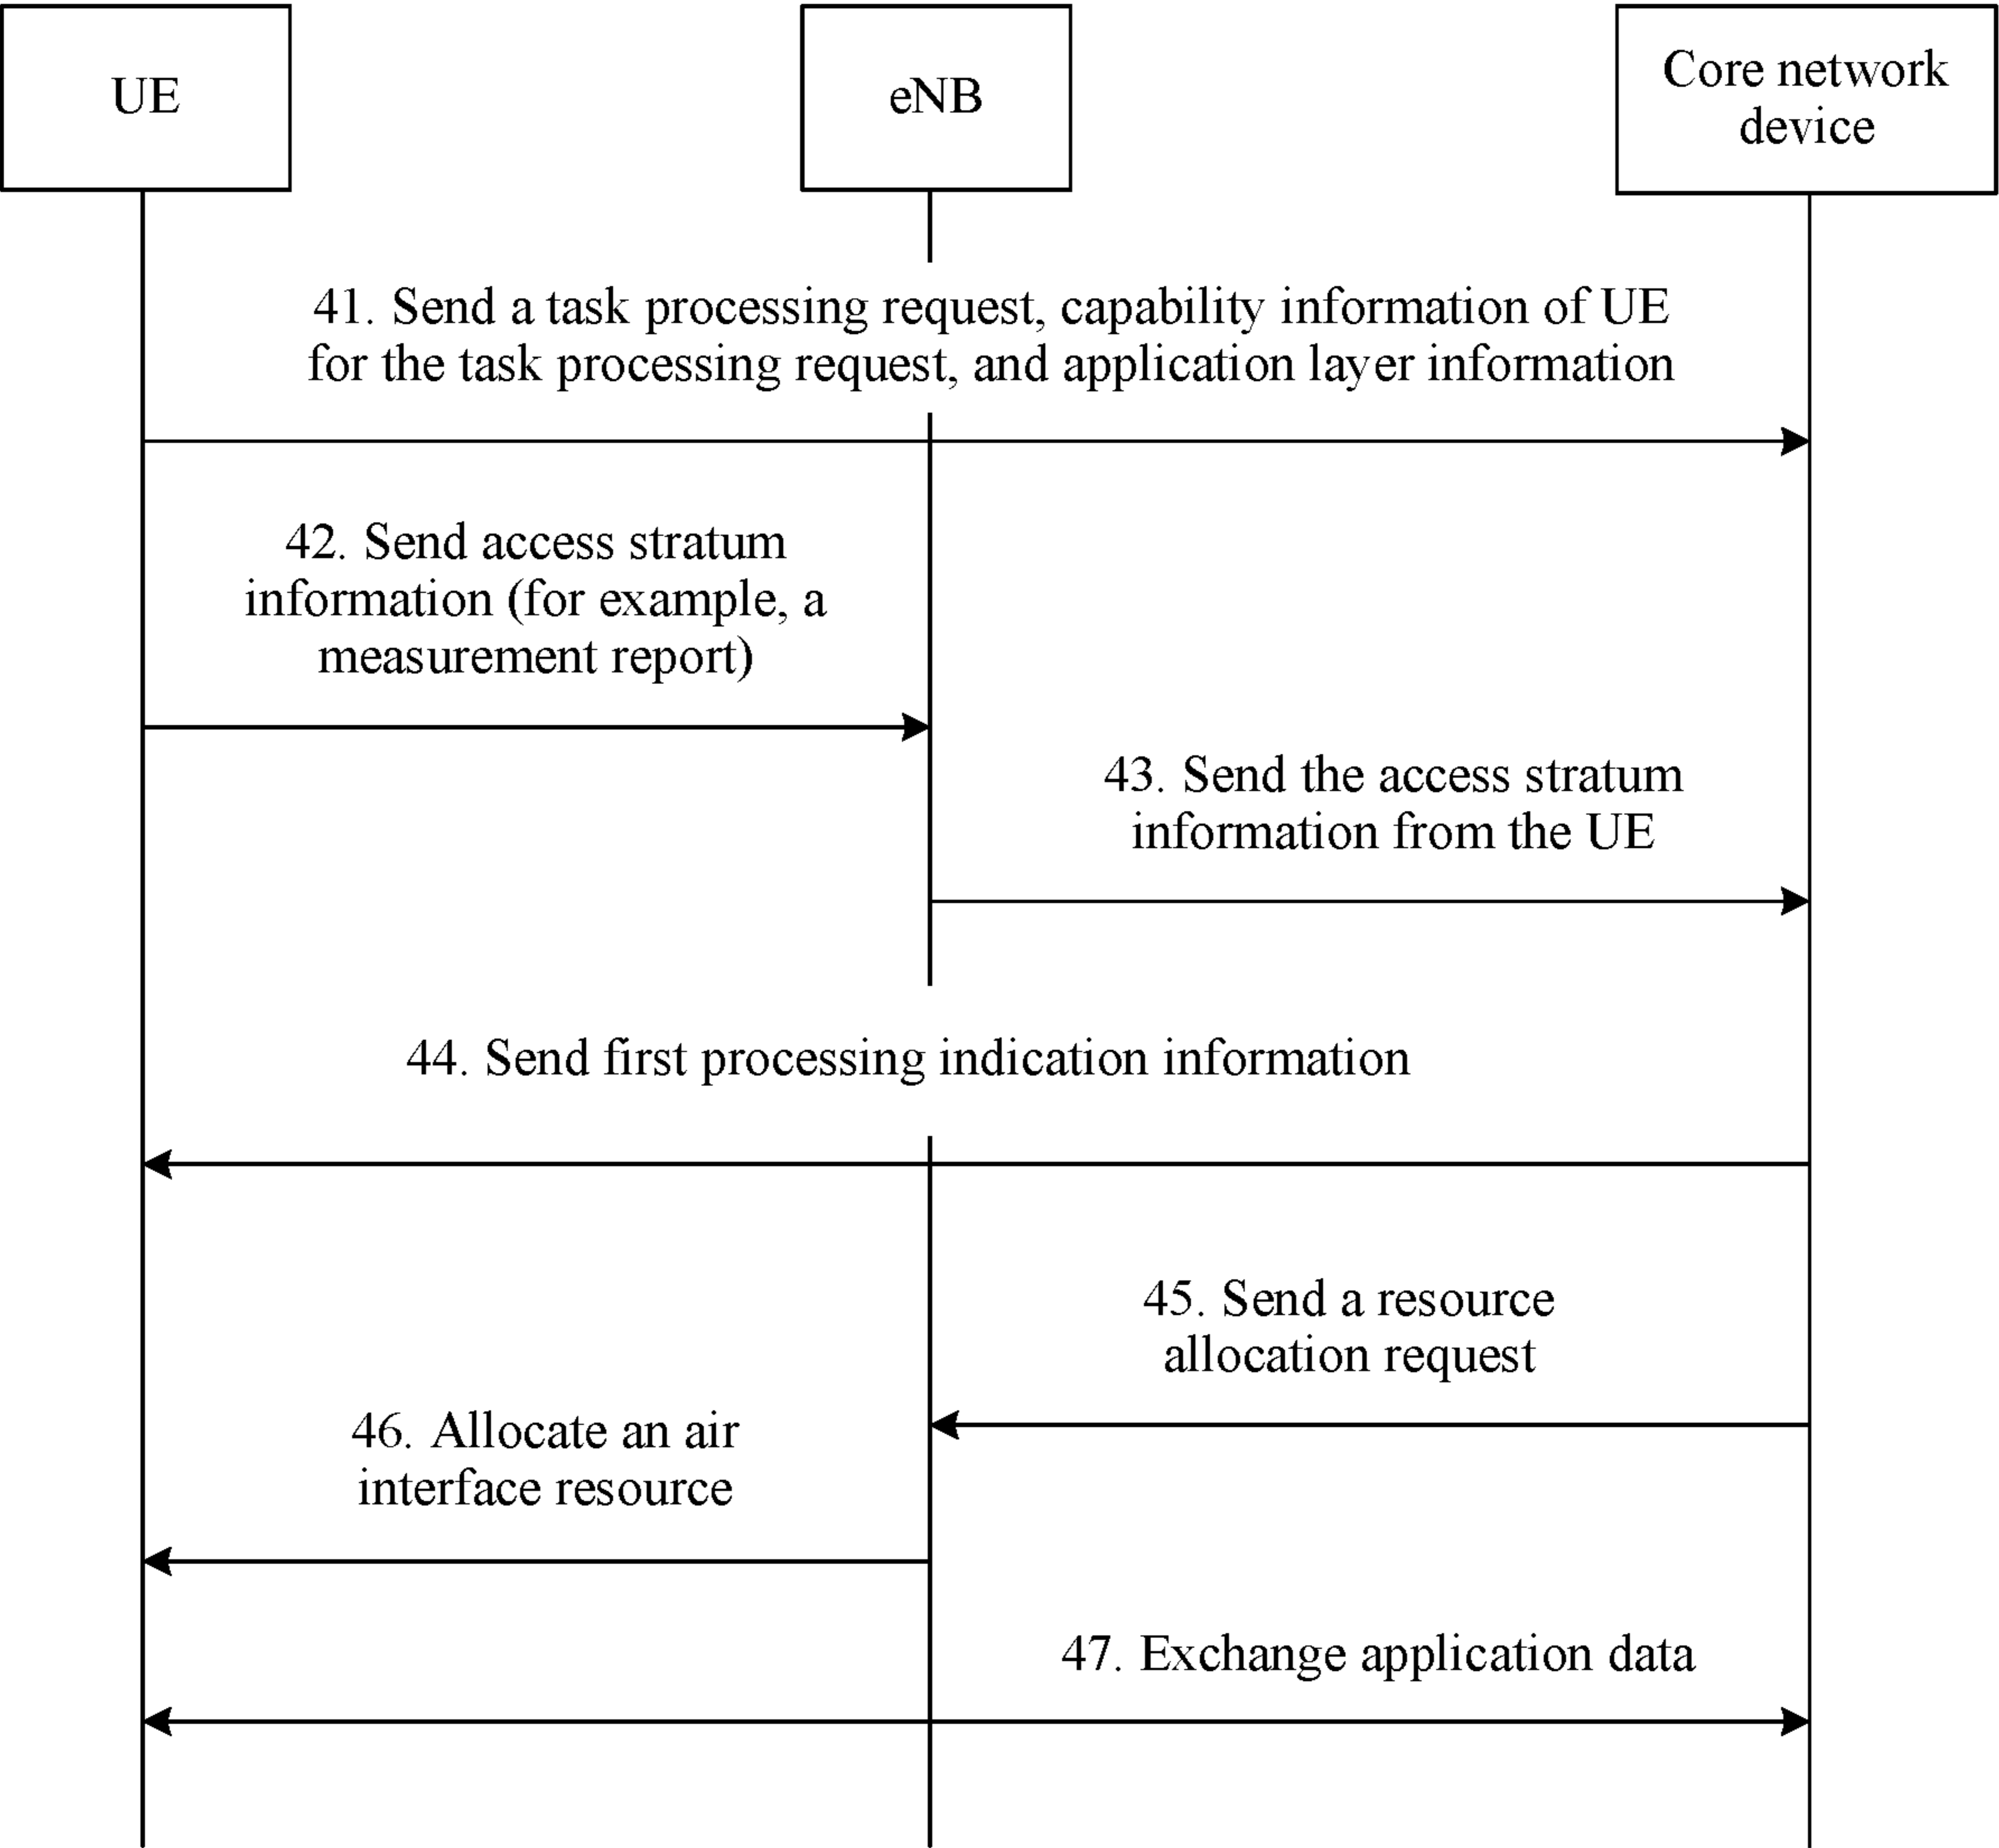 UE
eNB
Core network
device
41. Send a task processing request, capability information of UE
for the task processing request, and application layer information
42. Send access stratum
information (for example, a
measurement report)
43. Send the access stratum
information from the UE
44. Send first processing indication information
45. Send a resource
allocation request
46. Allocate an air
interface resource
47. Exchange application data